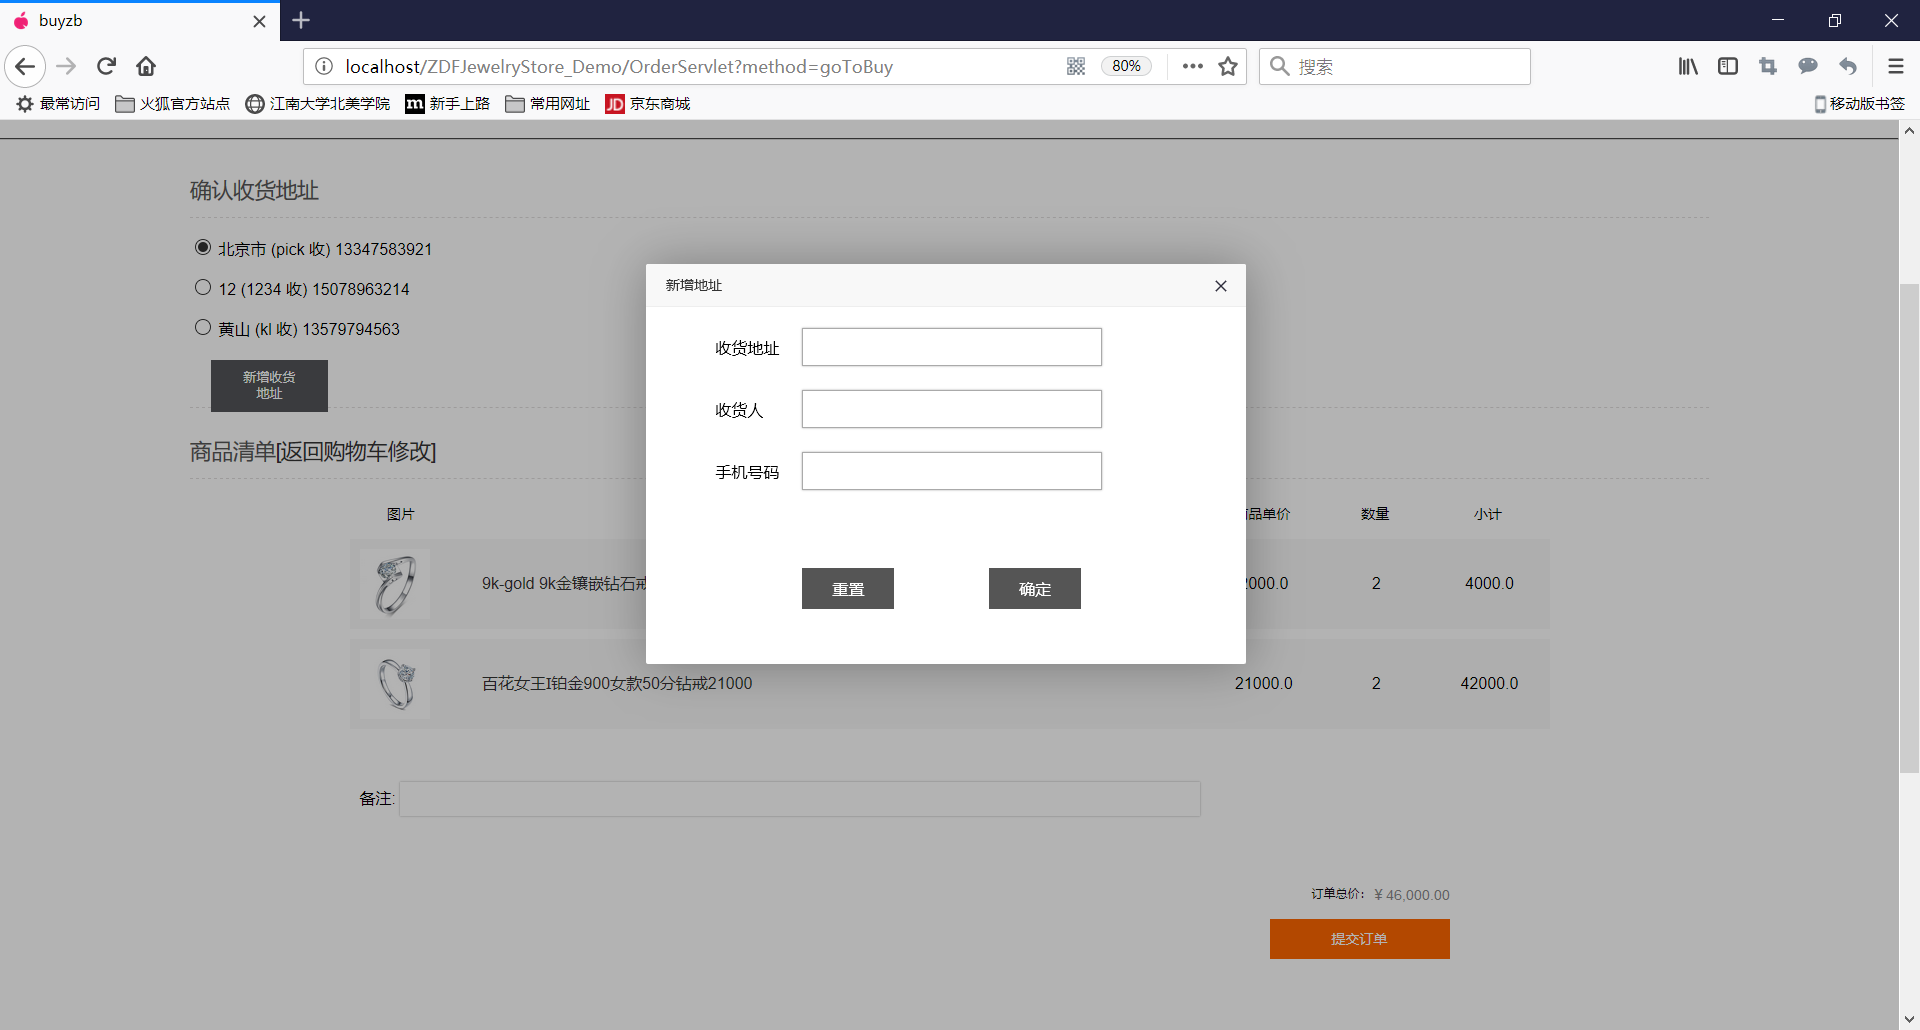 buyzb
localhost/ZDFJewelryStore_Demo/OrderServlet?method=goToBuy
80%
搜索
最常访问
火狐官方站点
江南大学北美学院
m 新手上路
常用网址
JD 京东商城
移动版书签
确认收货地址
北京市 (pick 收) 13347583921
12 (1234 收) 15078963214
黄山 (kl 收) 13579794563
新增收货
地址
新增地址
收货地址
收货人
手机号码
重置
确定
商品清单[返回购物车修改]
图片
品单价
数量
小计
9k-gold 9k金镶嵌钻石戒
000.0
2
4000.0
百花女王I铂金900女款50分钻戒21000
21000.0
2
42000.0
备注:
订单总价: ¥ 46,000.00
提交订单